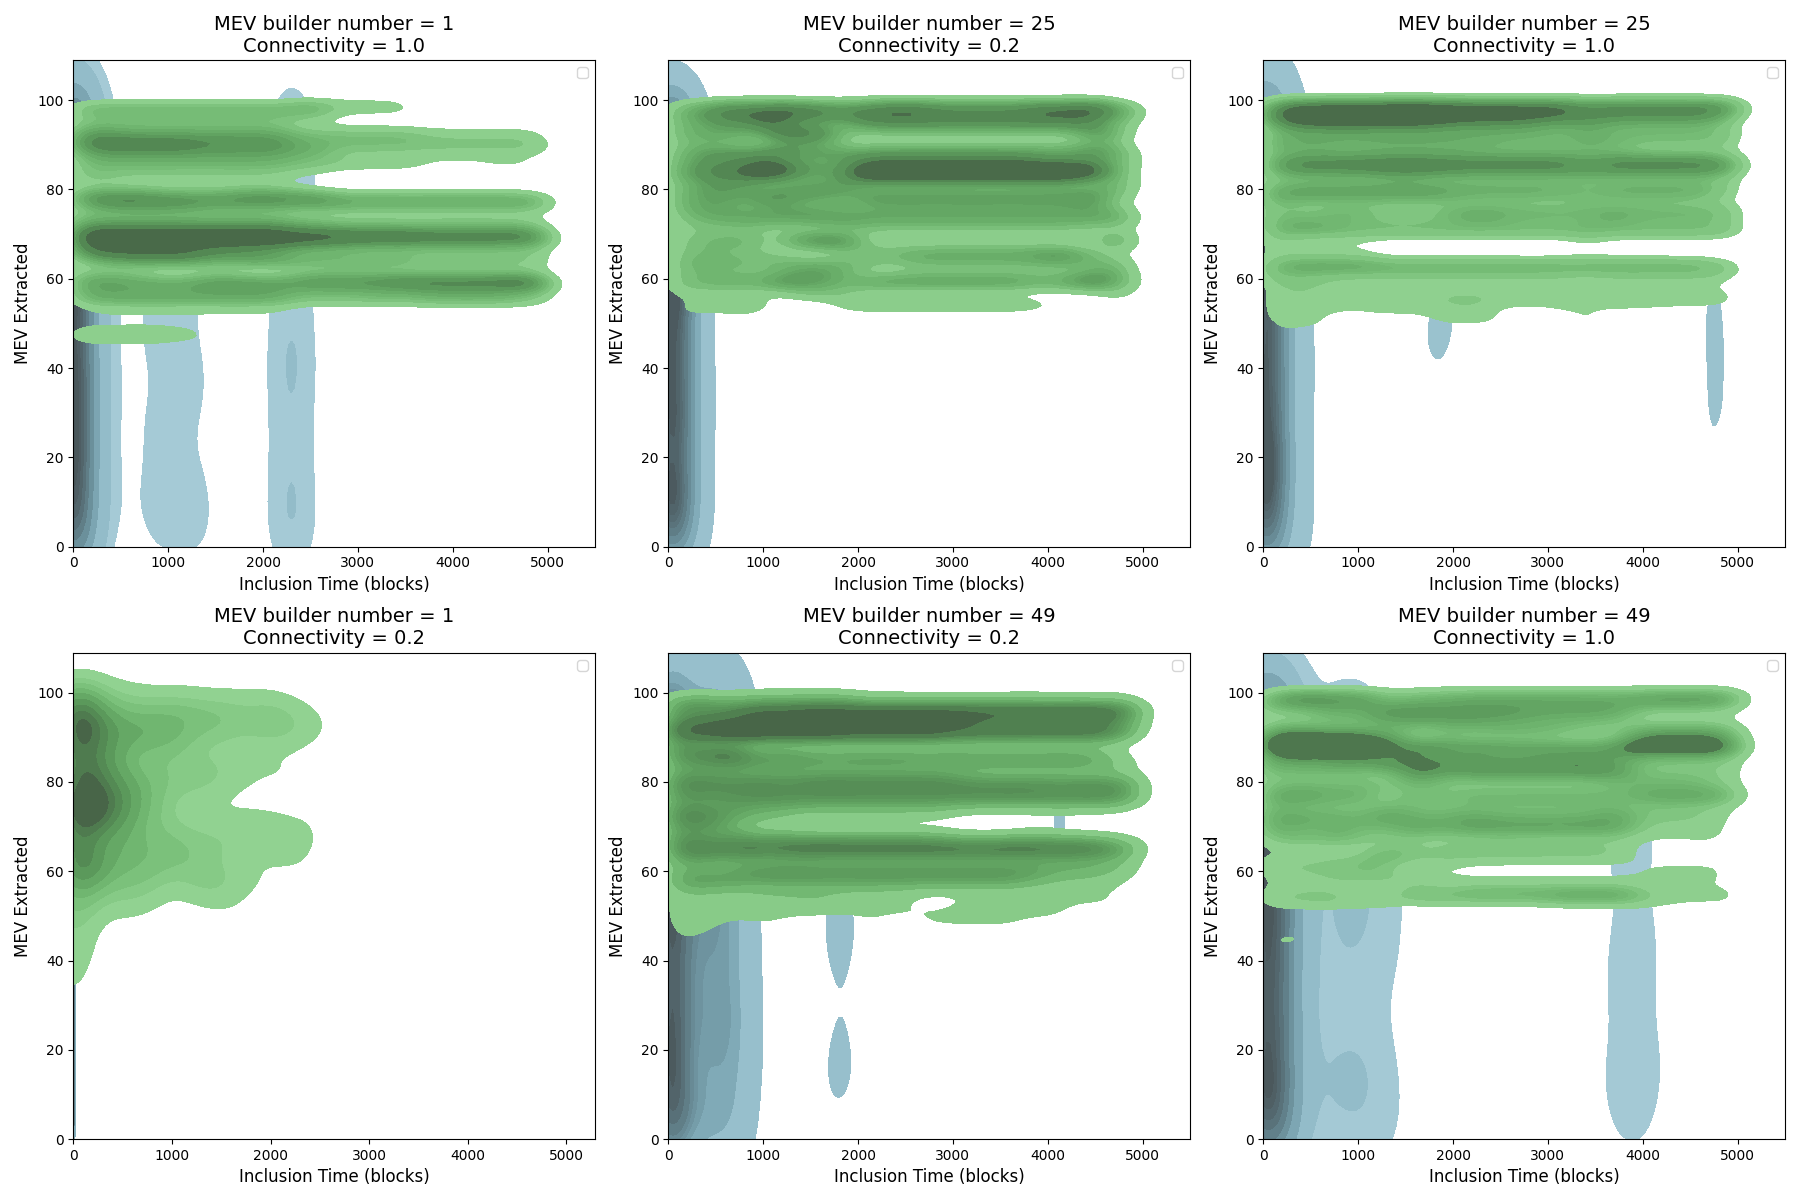 MEV builder number = 1
Connectivity = 1.0
MEV Extracted
100
80
60
40
20
0
0 1000 2000 3000 4000 5000
Inclusion Time (blocks)
MEV builder number = 25
Connectivity = 0.2
MEV Extracted
100
80
60
40
20
0
0 1000 2000 3000 4000 5000
Inclusion Time (blocks)
MEV builder number = 25
Connectivity = 1.0
MEV Extracted
100
80
60
40
20
0
0 1000 2000 3000 4000 5000
Inclusion Time (blocks)
MEV builder number = 1
Connectivity = 0.2
MEV Extracted
100
80
60
40
20
0
0 1000 2000 3000 4000 5000
Inclusion Time (blocks)
MEV builder number = 49
Connectivity = 0.2
MEV Extracted
100
80
60
40
20
0
0 1000 2000 3000 4000 5000
Inclusion Time (blocks)
MEV builder number = 49
Connectivity = 1.0
MEV Extracted
100
80
60
40
20
0
0 1000 2000 3000 4000 5000
Inclusion Time (blocks)